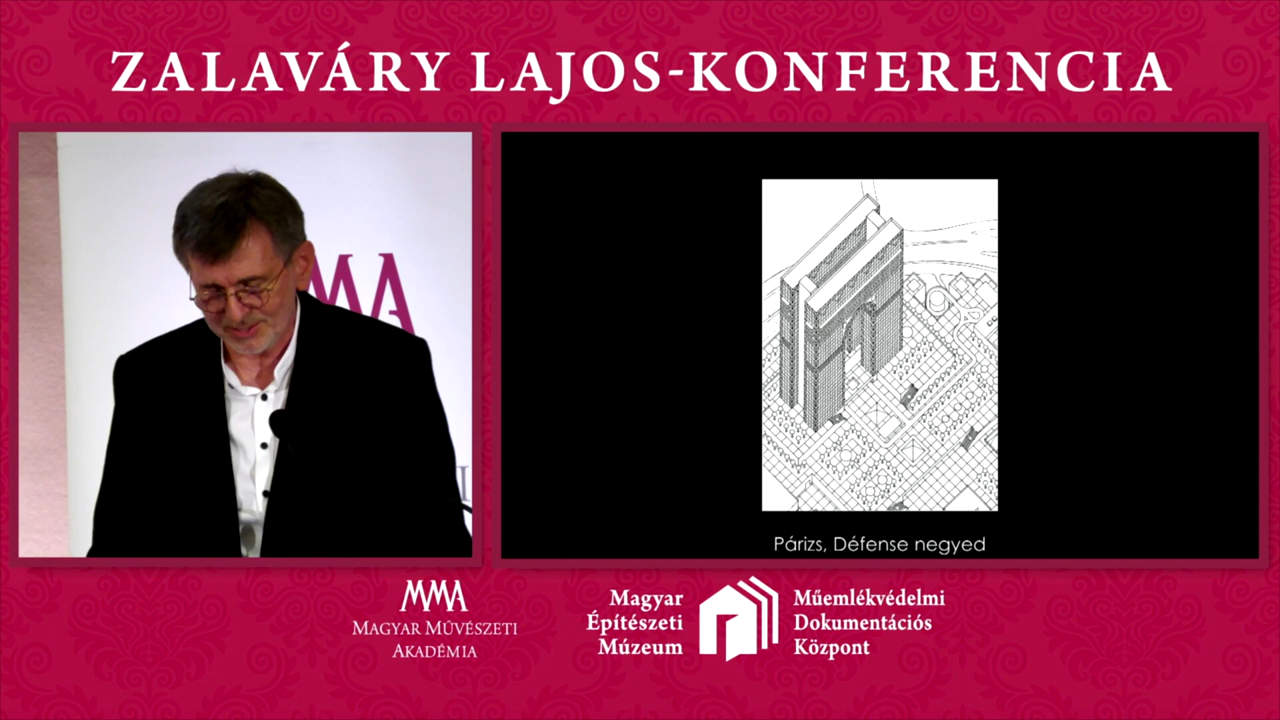 ZALAVÁRY LAJOS-KONFERENCIA
MMA
Párizs, Défense negyed
MMA
MAGYAR MŰVÉSZETI
AKADÉMIA
Magyar
Építészeti
Múzeum
Műemlékvédelmi
Dokumentációs
Központ